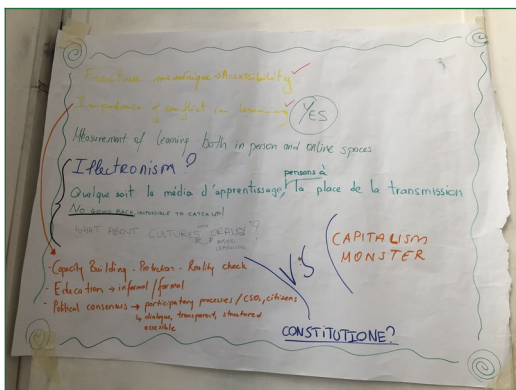 Fracture numérique → Accessibility ✓
Importance of conflict in learning ✓
YES
Measurement of learning both in person and online spaces
persons à
Quelque soit la média d'apprentissage, la place de la transmission
NO GOING BACK, IMPOSSIBLE TO CATCH UP!
WHAT ABOUT CULTURES ORALS?
CAPITALISM
MONSTER
VS
- Capacity Building . Protection . Reality check
- Education → informal / formal
- Political consensus → participatory processes / CSOs, citizens
↳ dialogue, transparent, structured
accessible
CONSTITUTIONE?